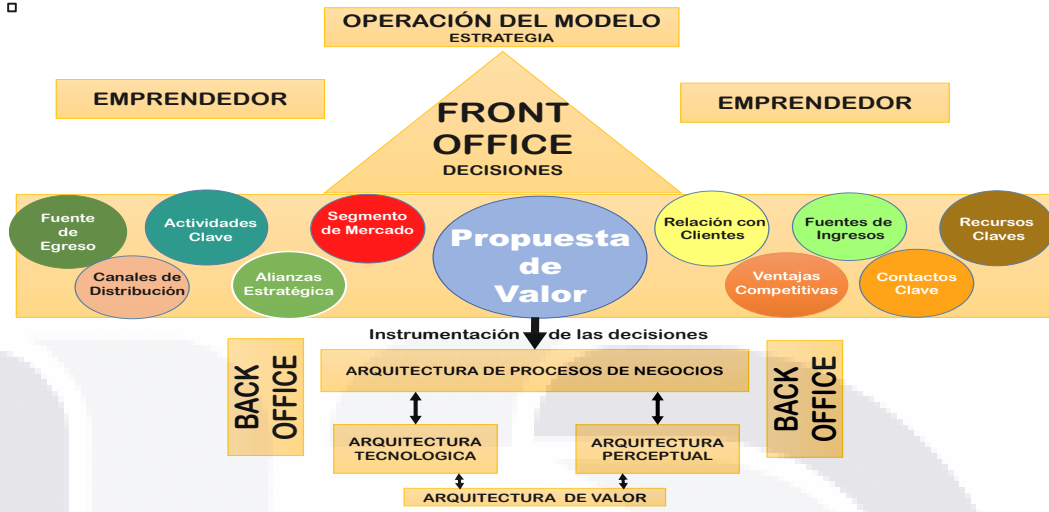 OPERACIÓN DEL MODELO
ESTRATEGIA
EMPRENDEDOR
EMPRENDEDOR
FRONT
OFFICE
DECISIONES
Fuente
de
Egreso
Actividades
Clave
Segmento
de Mercado
Canales de
Distribución
Alianzas
Estratégica
Propuesta
de
Valor
Relación con
Clientes
Fuentes de
Ingresos
Recursos
Claves
Ventajas
Competitivas
Contactos
Clave
Instrumentación de las decisiones
BACK
OFFICE
ARQUITECTURA DE PROCESOS DE NEGOCIOS
BACK
OFFICE
ARQUITECTURA
TECNOLOGICA
ARQUITECTURA
PERCEPTUAL
ARQUITECTURA DE VALOR